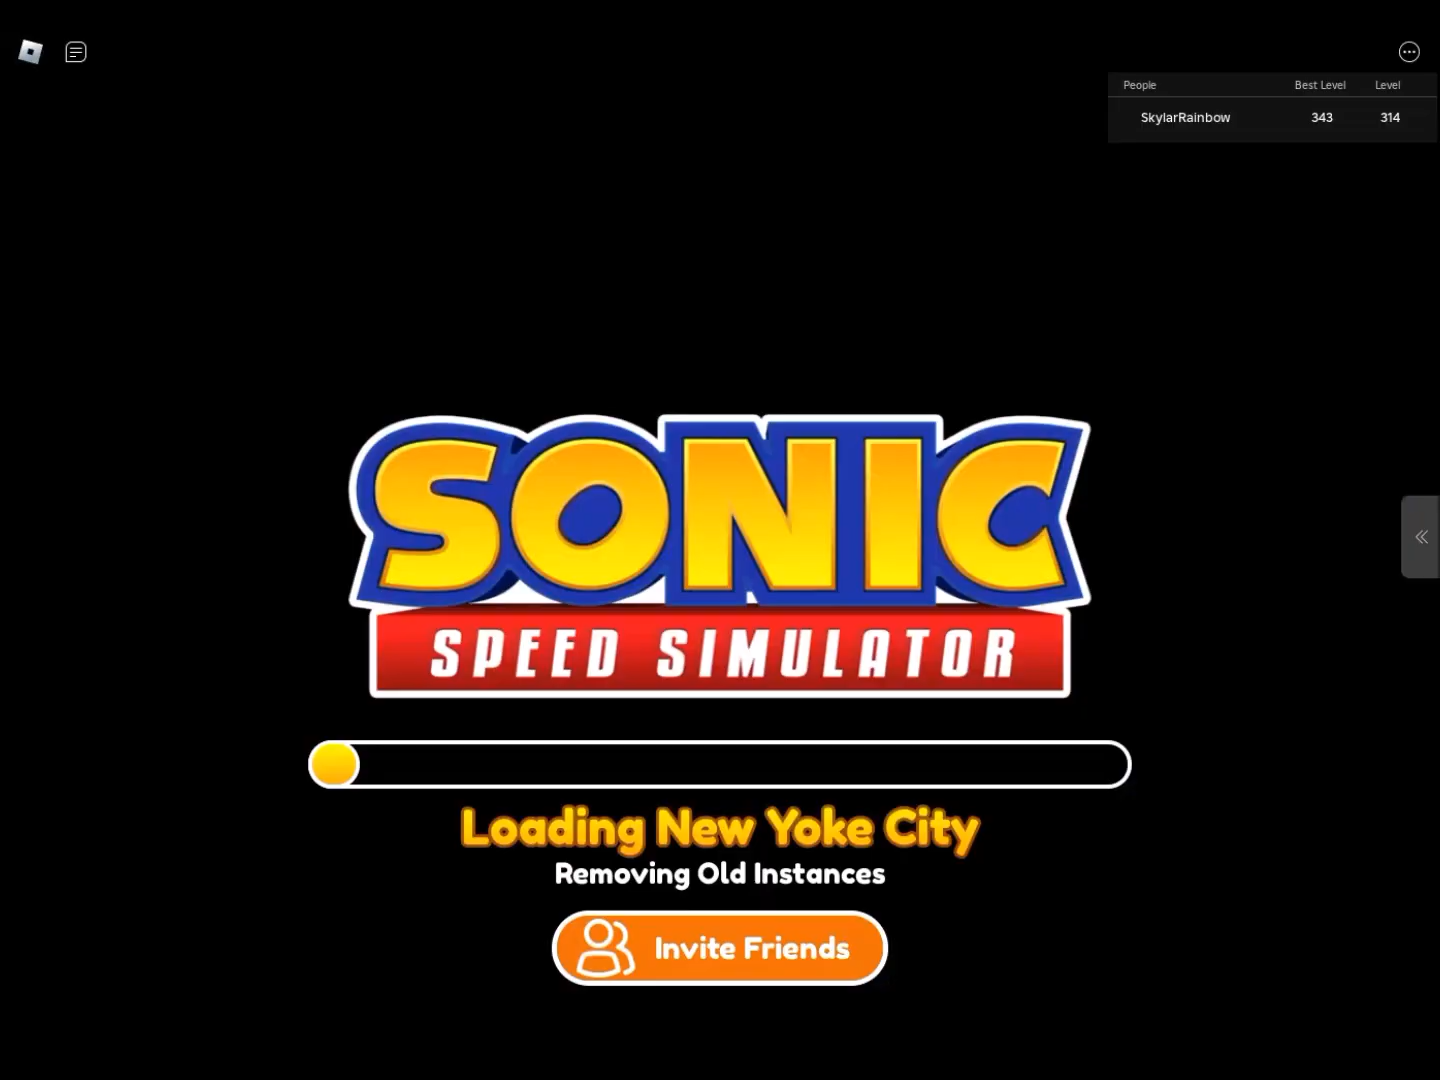 People Best Level Level
SkylarRainbow 343 314
SONIC
SPEED SIMULATOR
Loading New Yoke City
Removing Old Instances
Invite Friends